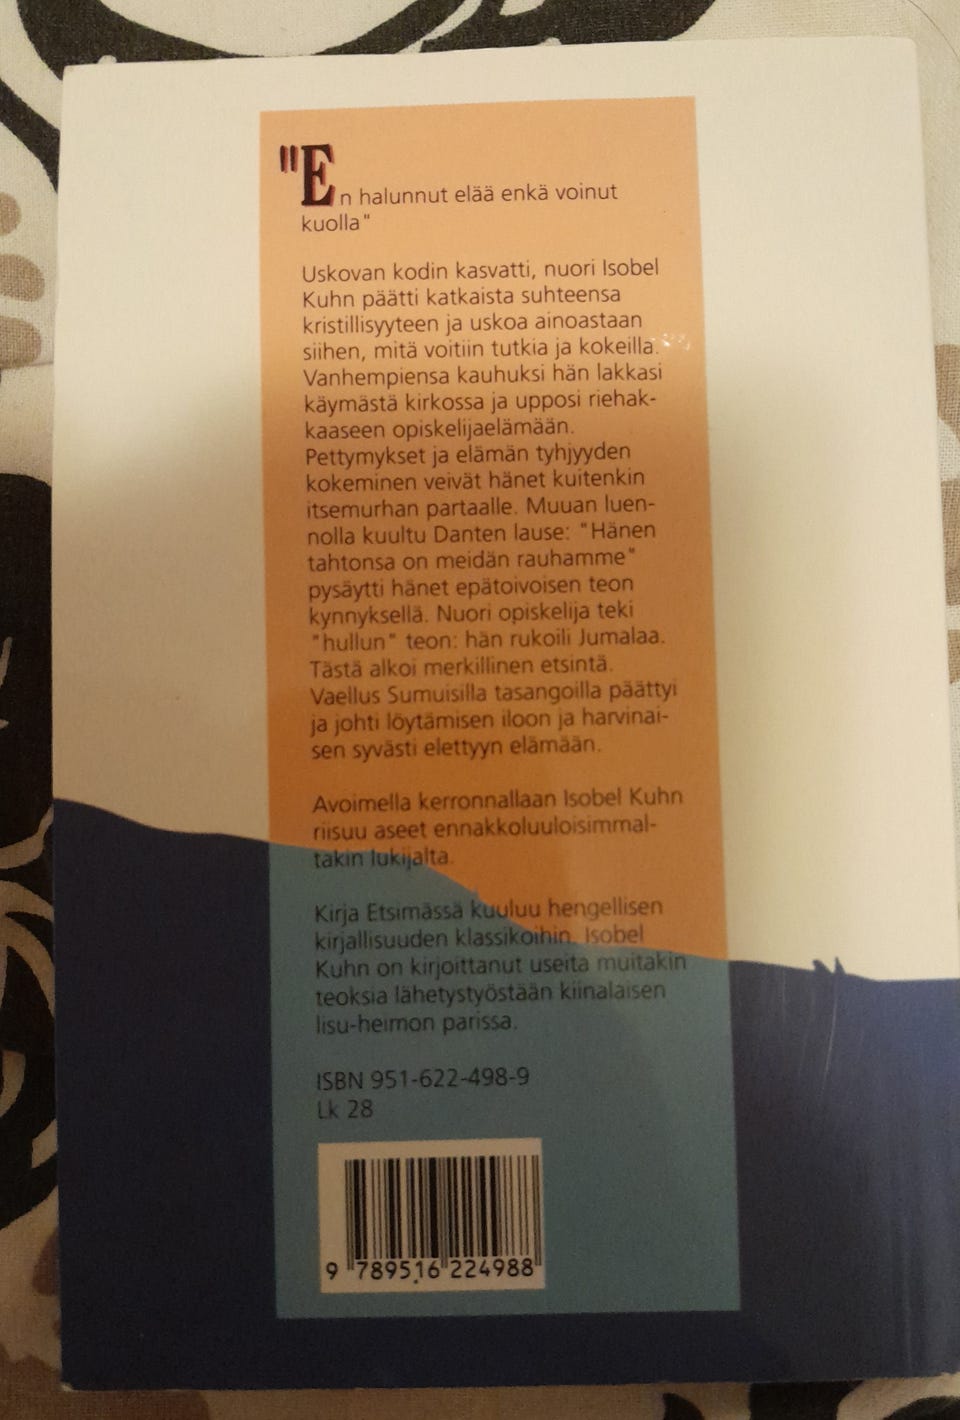 "En halunnut elää enkä voinut
kuolla"
Uskovan kodin kasvatti, nuori Isobel
Kuhn päätti katkaista suhteensa
kristillisyyteen ja uskoa ainoastaan
siihen, mitä voitiin tutkia ja kokeilla.
Vanhempiensa kauhuksi hän lakkasi
käymästä kirkossa ja upposi riehak-
kaaseen opiskelijaelämään.
Pettymykset ja elämän tyhjyyden
kokeminen veivät hänet kuitenkin
itsemurhan partaalle. Muuan luen-
nolla kuultu Danten lause: "Hänen
tahtonsa on meidän rauhamme"
pysäytti hänet epätoivoisen teon
kynnyksellä. Nuori opiskelija teki
"hullun" teon: hän rukoili Jumalaa.
Tästä alkoi merkillinen etsintä.
Vaellus Sumuisilla tasangoilla päättyi
ja johti löytämisen iloon ja harvinai-
sen syvästi elettyyn elämään.
Avoimella kerronnallaan Isobel Kuhn
riisuu aseet ennakkoluuloisimmal-
takin lukijalta.
Kirja Etsimässä kuuluu hengellisen
kirjallisuuden klassikoihin. Isobel
Kuhn on kirjoittanut useita muitakin
teoksia lähetystyöstään kiinalaisen
lisu-heimon parissa.
ISBN 951-622-498-9
Lk 28
9 789516 224988